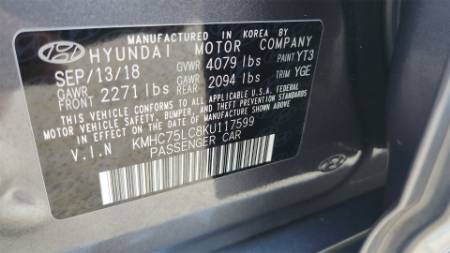 MANUFACTURED IN KOREA BY
HYUNDAI MOTOR COMPANY
SEP/13/18 GVWR 4079 lbs PAINT YT3
GAWR FRONT 2271 lbs GAWR REAR 2094 lbs TRIM YGE
THIS VEHICLE CONFORMS TO ALL APPLICABLE
U.S.A. FEDERAL MOTOR VEHICLE
SAFETY, BUMPER, AND THEFT
PREVENTION STANDARDS IN EFFECT ON THE DATE
OF MANUFACTURE SHOWN ABOVE.
V.I.N KMHC75LC8KU117599
PASSENGER CAR